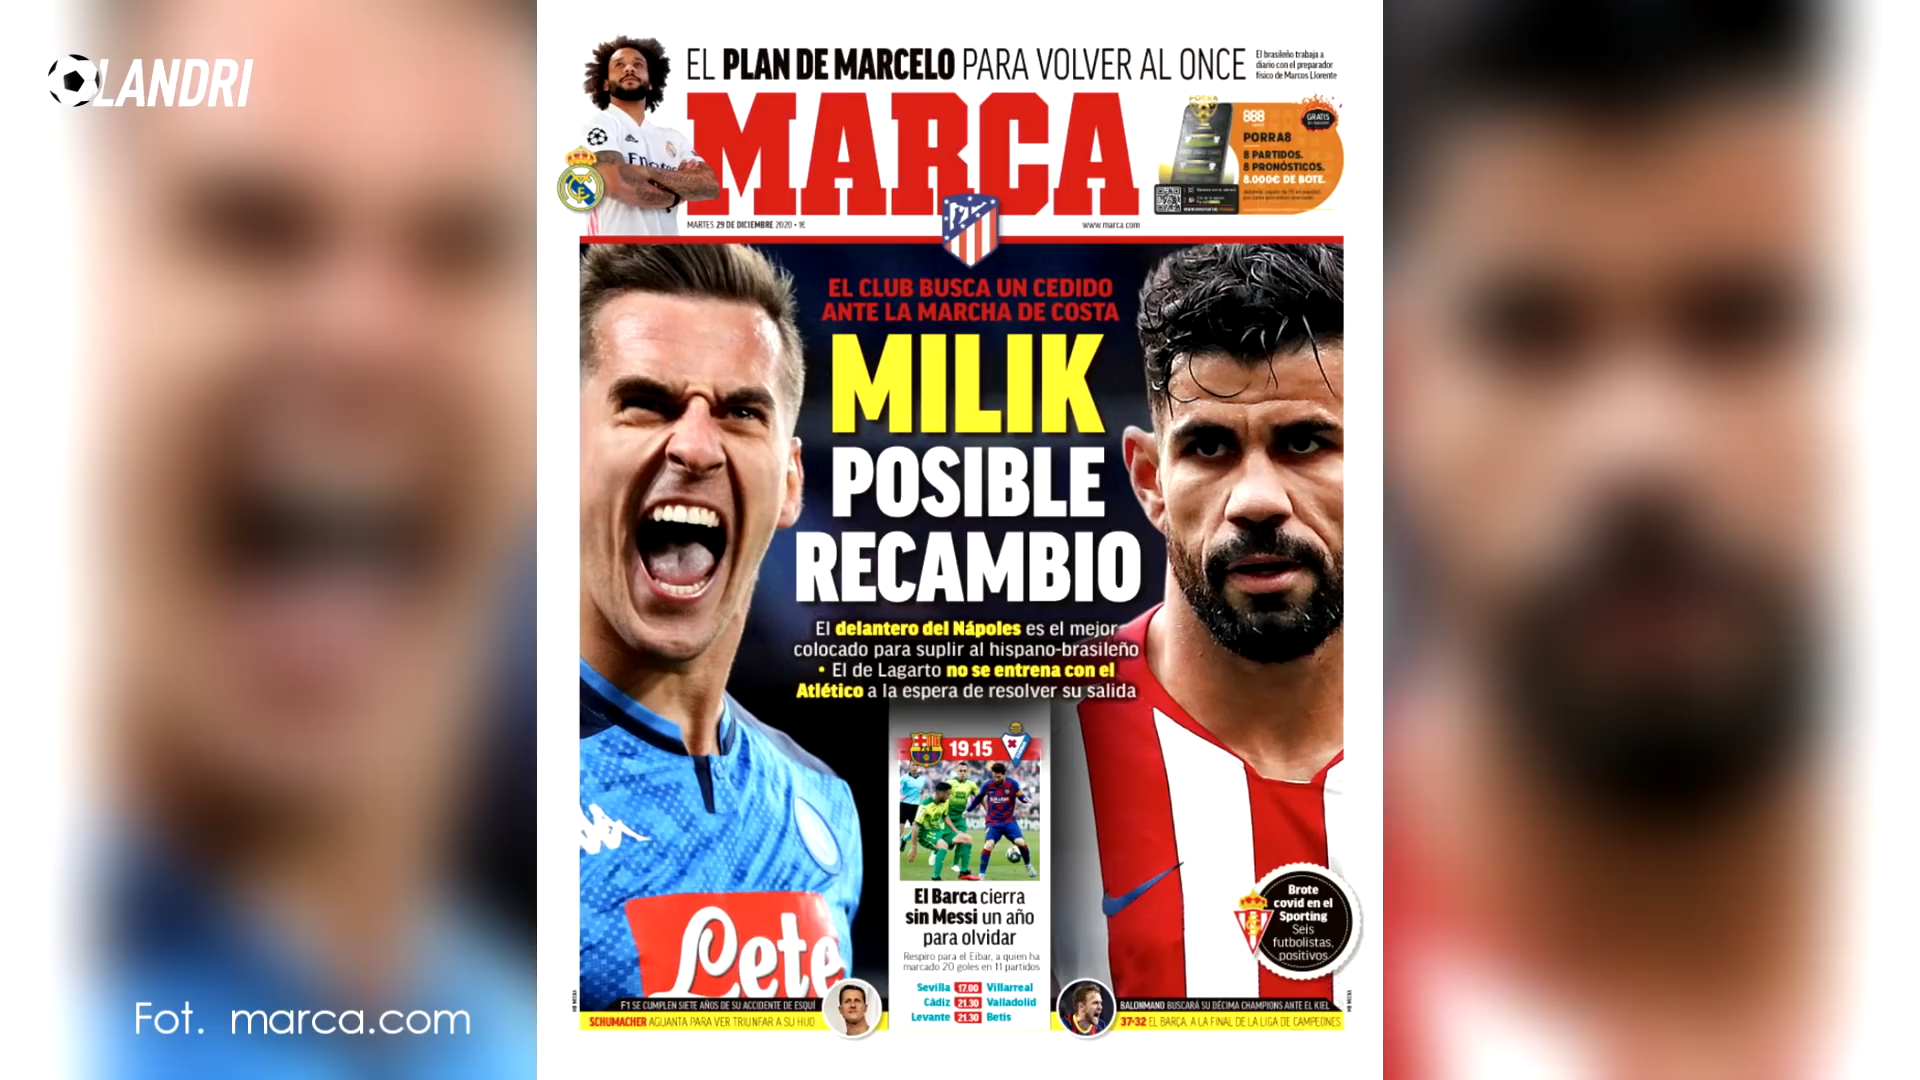 LANDRI
EL PLAN DE MARCELO PARA VOLVER AL ONCE
El brasileño trabaja a
diario con el preparador
físico de Marcos Llorente
MARCA
888
GRATIS
PORRA8
8 PARTIDOS.
8 PRONÓSTICOS.
8.000€ DE BOTE.
MARTES 29 DE DICIEMBRE 2020 • 1€
www.marca.com
EL CLUB BUSCA UN CEDIDO
ANTE LA MARCHA DE COSTA
MILIK
POSIBLE
RECAMBIO
El delantero del Nápoles es el mejor
colocado para suplir al hispano-brasileño
• El de Lagarto no se entrena con el
Atlético a la espera de resolver su salida
19.15
El Barca cierra
sin Messi un año
para olvidar
Respiro para el Eibar, a quien ha
marcado 20 goles en 11 partidos
Sevilla 17.00 Villarreal
Cádiz 21.30 Valladolid
Levante 21.30 Betis
Lete
Brote
covid en el
Sporting
Seis
futbolistas,
positivos
F1 SE CUMPLEN SIETE AÑOS DE SU ACCIDENTE DE ESQUÍ
SCHUMACHER AGUANTA PARA VER TRIUNFAR A SU HIJO
BALONMANO BUSCARÁ SU DÉCIMA CHAMPIONS ANTE EL KIEL
37-32 EL BARÇA, A LA FINAL DE LA LIGA DE CAMPEONES
Fot. marca.com